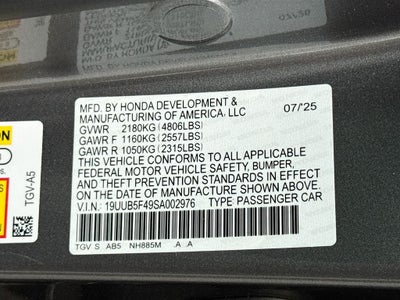 MFD. BY HONDA DEVELOPMENT &
MANUFACTURING OF AMERICA, LLC 07/'25
GVWR 2180KG (4806LBS)
GAWR F 1160KG (2557LBS)
GAWR R 1050KG (2315LBS)
THIS VEHICLE CONFORMS TO ALL APPLICABLE
FEDERAL MOTOR VEHICLE SAFETY, BUMPER,
AND THEFT PREVENTION STANDARDS IN EFFECT
ON THE DATE OF MANUFACTURE SHOWN ABOVE.
V.I.N.: 19UUB5F49SA002976 TYPE: PASSENGER CAR
TGV S AB5 NH885M .A ..A
TGV-A5